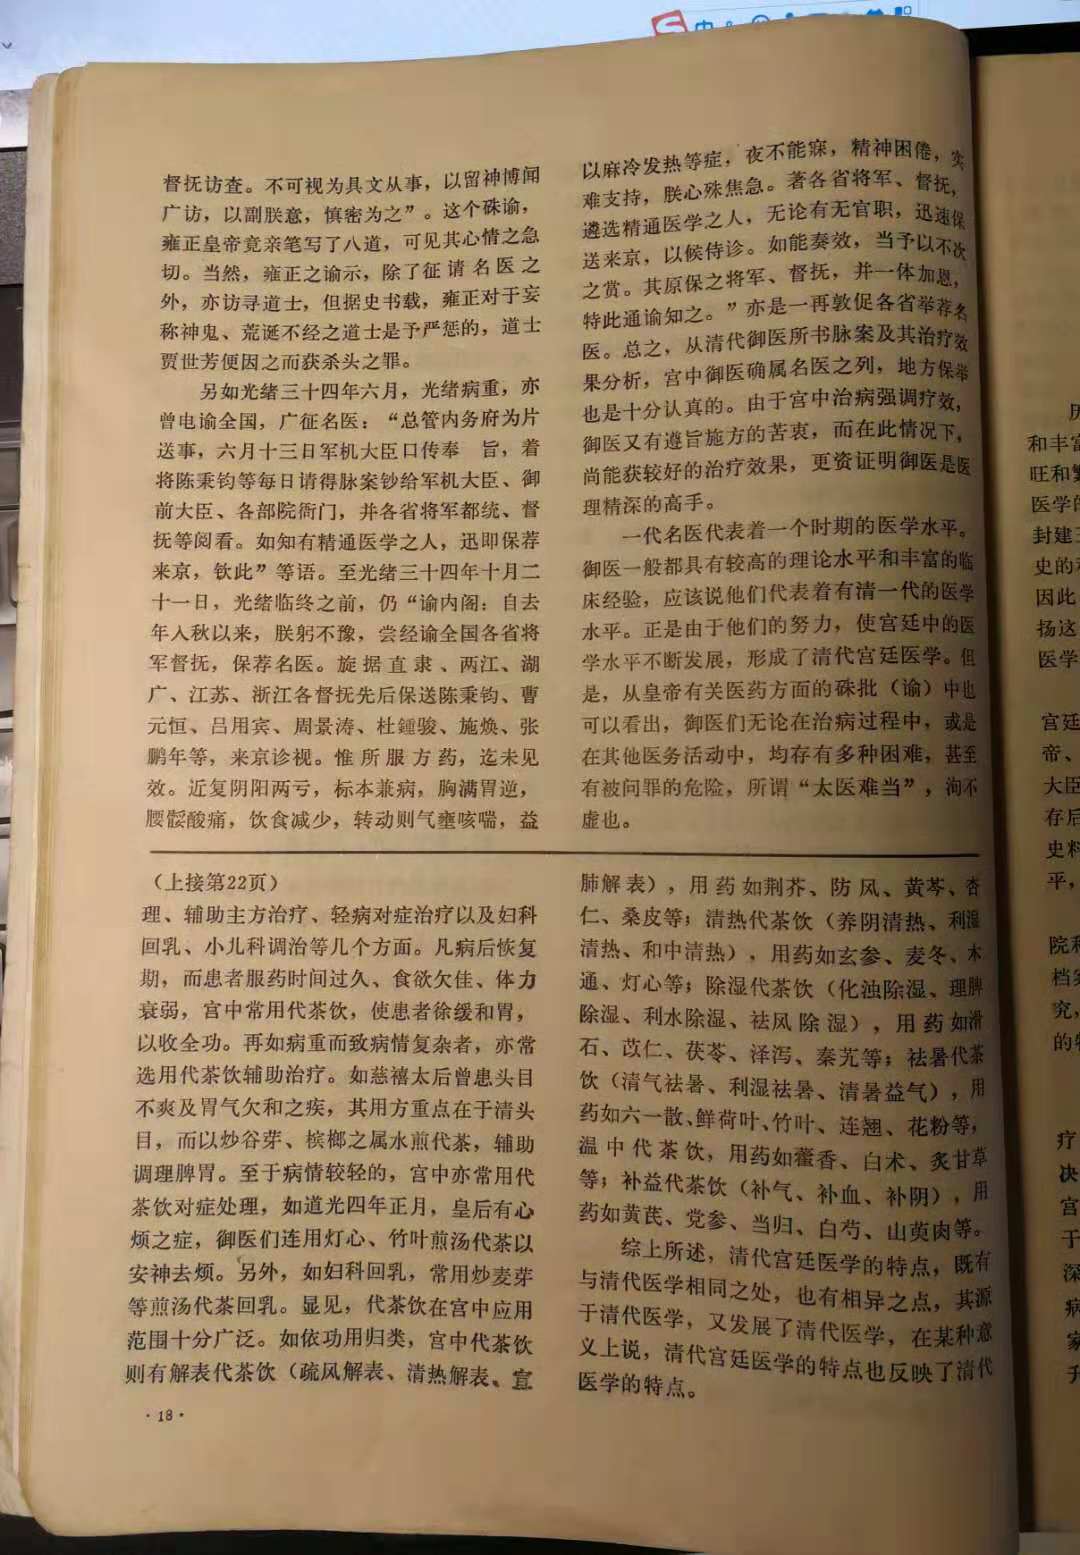 督抚访查。不可视为具文从事，以留神博闻
广访，以副朕意，慎密为之”。这个硃谕，
雍正皇帝竟亲笔写了八道，可见其心情之急
切。当然，雍正之谕示，除了征请名医之
外，亦访寻道士，但据史书载，雍正对于妄
称神鬼、荒诞不经之道士是予严惩的，道士
贾世芳便因之而获杀头之罪。
另如光绪三十四年六月，光绪病重，亦
曾电谕全国，广征名医：“总管内务府为片
送事，六月十三日军机大臣口传奉　旨，着
将陈秉钧等每日请得脉案钞给军机大臣、御
前大臣、各部院衙门，并各省将军都统、督
抚等阅看。如知有精通医学之人，迅即保荐
来京，钦此”等语。至光绪三十四年十月二
十一日，光绪临终之前，仍“谕内阁：自去
年入秋以来，朕躬不豫，尝经谕全国各省将
军督抚，保荐名医。旋据直隶、两江、湖
广、江苏、浙江各督抚先后保送陈秉钧、曹
元恒、吕用宾、周景涛、杜鍾骏、施焕、张
鹏年等，来京诊视。惟所服方药，迄未见
效。近复阴阳两亏，标本兼病，胸满胃逆，
腰骽酸痛，饮食减少，转动则气壅咳喘，益
以麻冷发热等症，夜不能寐，精神困倦，实
难支持，朕心殊焦急。著各省将军、督抚，
遴选精通医学之人，无论有无官职，迅速保
送来京，以候侍诊。如能奏效，当予以不次
之赏。其原保之将军、督抚，并一体加恩，
特此通谕知之。”亦是一再敦促各省举荐名
医。总之，从清代御医所书脉案及其治疗效
果分析，宫中御医确属名医之列，地方保举
也是十分认真的。由于宫中治病强调疗效，
御医又有遵旨施方的苦衷，而在此情况下，
尚能获较好的治疗效果，更资证明御医是医
理精深的高手。
一代名医代表着一个时期的医学水平。
御医一般都具有较高的理论水平和丰富的临
床经验，应该说他们代表着有清一代的医学
水平。正是由于他们的努力，使宫廷中的医
学水平不断发展，形成了清代宫廷医学。但
是，从皇帝有关医药方面的硃批（谕）中也
可以看出，御医们无论在治病过程中，或是
在其他医务活动中，均存有多种困难，甚至
有被问罪的危险，所谓“太医难当”，洵不
虚也。
（上接第22页）
理、辅助主方治疗、轻病对症治疗以及妇科
回乳、小儿科调治等几个方面。凡病后恢复
期，而患者服药时间过久、食欲欠佳、体力
衰弱，宫中常用代茶饮，使患者徐缓和胃，
以收全功。再如病重而致病情复杂者，亦常
选用代茶饮辅助治疗。如慈禧太后曾患头目
不爽及胃气欠和之疾，其用方重点在于清头
目，而以炒谷芽、槟榔之属水煎代茶，辅助
调理脾胃。至于病情较轻的，宫中亦常用代
茶饮对症处理，如道光四年正月，皇后有心
烦之症，御医们连用灯心、竹叶煎汤代茶以
安神去烦。另外，如妇科回乳，常用炒麦芽
等煎汤代茶回乳。显见，代茶饮在宫中应用
范围十分广泛。如依功用归类，宫中代茶饮
则有解表代茶饮（疏风解表、清热解表、宣
肺解表），用药如荆芥、防风、黄芩、杏
仁、桑皮等；清热代茶饮（养阴清热、利湿
清热、和中清热），用药如玄参、麦冬、木
通、灯心等；除湿代茶饮（化浊除湿、理脾
除湿、利水除湿、祛风除湿），用药如滑
石、苡仁、茯苓、泽泻、秦艽等；祛暑代茶
饮（清气祛暑、利湿祛暑、清暑益气），用
药如六一散、鲜荷叶、竹叶、连翘、花粉等，
温中代茶饮，用药如藿香、白术、炙甘草
等；补益代茶饮（补气、补血、补阴），用
药如黄芪、党参、当归、白芍、山萸肉等。
综上所述，清代宫廷医学的特点，既有
与清代医学相同之处，也有相异之点，其源
于清代医学，又发展了清代医学，在某种意
义上说，清代宫廷医学的特点也反映了清代
医学的特点。
·18·
和丰富
旺和
医学的
封建
史的
因此
扬这
医学
宫廷
帝、
大臣
存后
史料
平，
院
档案
究，
的
疗
决
宫
于
深
病
家
升